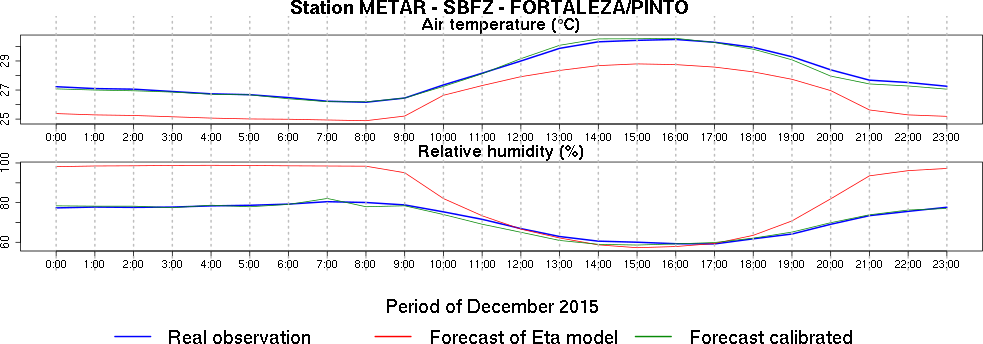 Station METAR - SBFZ - FORTALEZA/PINTO
Air temperature (°C)
29
27
25
0:00 1:00 2:00 3:00 4:00 5:00 6:00 7:00 8:00 9:00 10:00 11:00 12:00 13:00 14:00 15:00 16:00 17:00 18:00 19:00 20:00 21:00 22:00 23:00
Relative humidity (%)
100
80
60
0:00 1:00 2:00 3:00 4:00 5:00 6:00 7:00 8:00 9:00 10:00 11:00 12:00 13:00 14:00 15:00 16:00 17:00 18:00 19:00 20:00 21:00 22:00 23:00
Period of December 2015
Real observation Forecast of Eta model Forecast calibrated